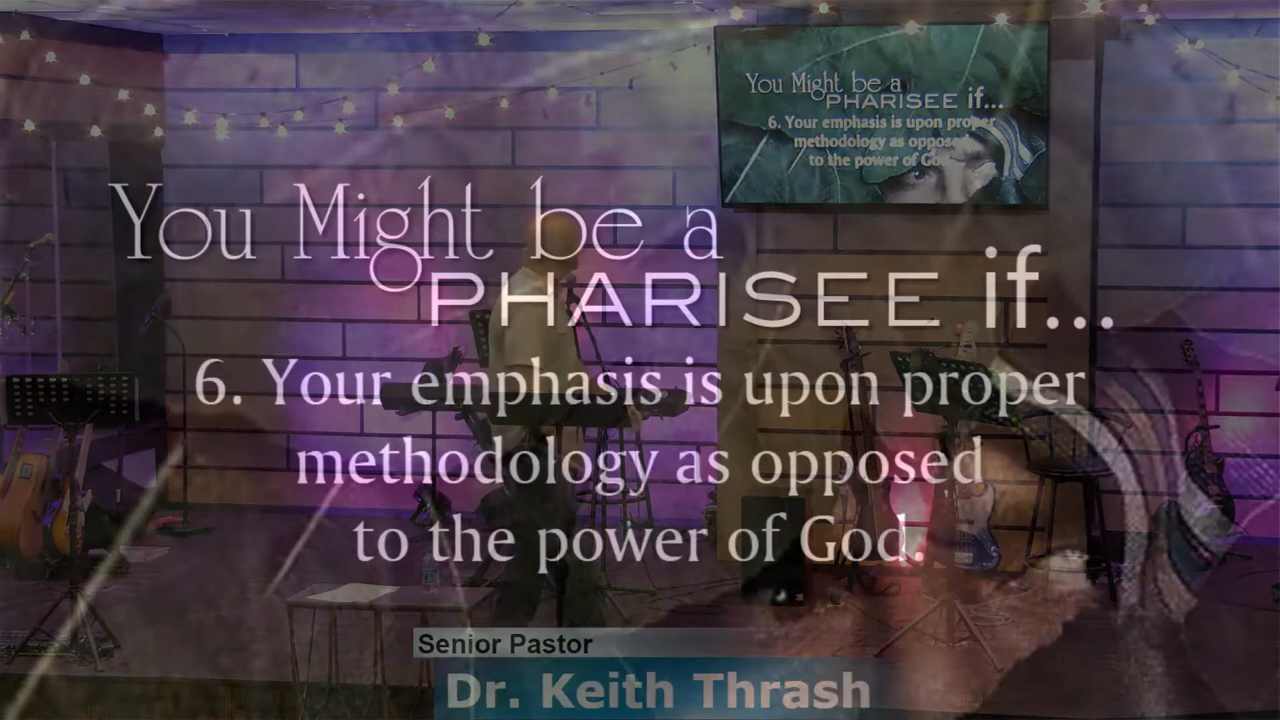 You Might be a
PHARISEE if...
6. Your emphasis is upon proper
methodology as opposed
to the power of God
You Might be a
PHARISEE if...
6. Your emphasis is upon proper
methodology as opposed
to the power of God.
Senior Pastor
Dr. Keith Thrash